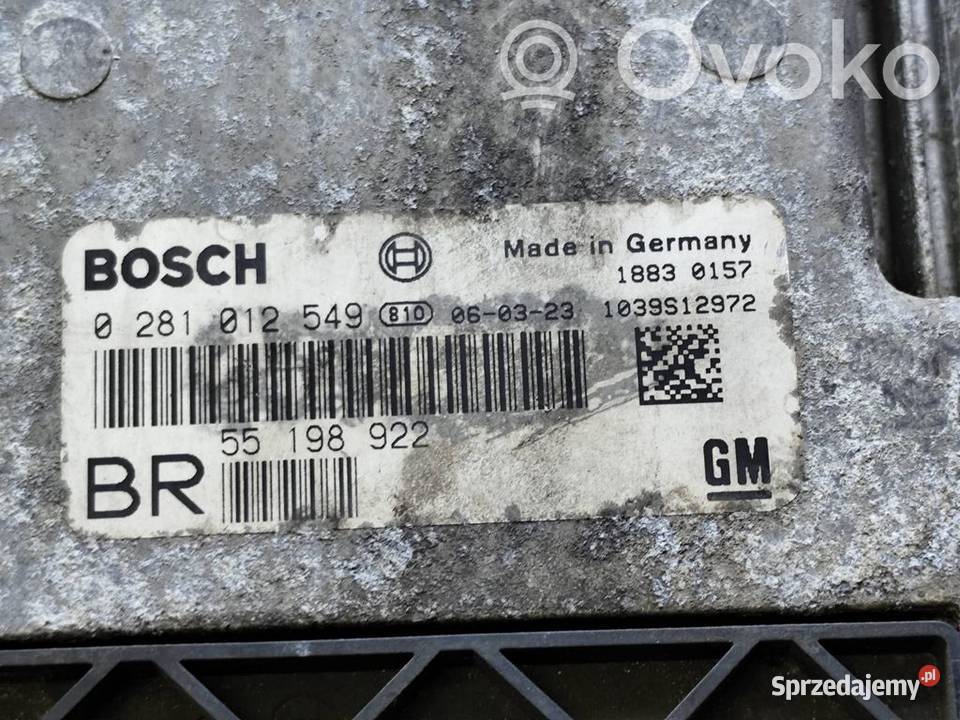 Ovoko
BOSCH
Made in Germany
1883 0157
0 281 012 549 810 06-03-23 1039S12972
55 198 922
BR
GM
Sprzedajemy.pl